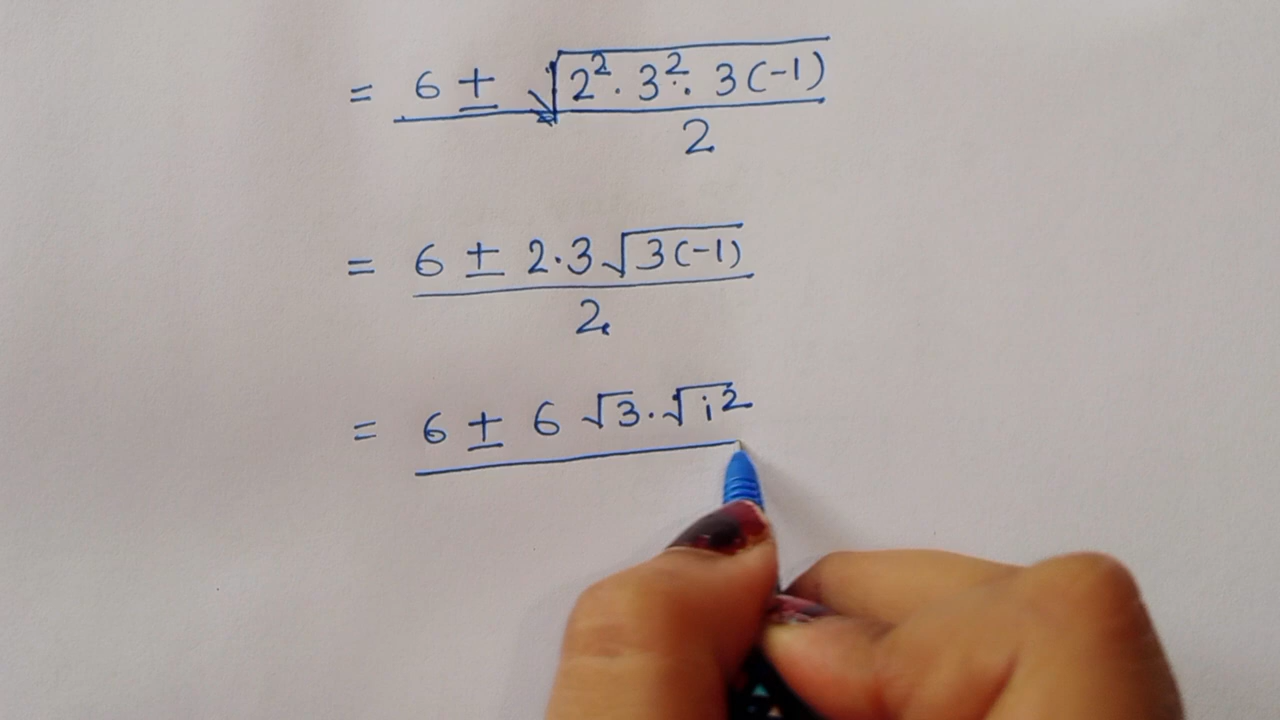 = 6 ± √2². 3². 3(-1)
2
= 6 ± 2.3 √3(-1)
2
= 6 ± 6 √3 . √i²